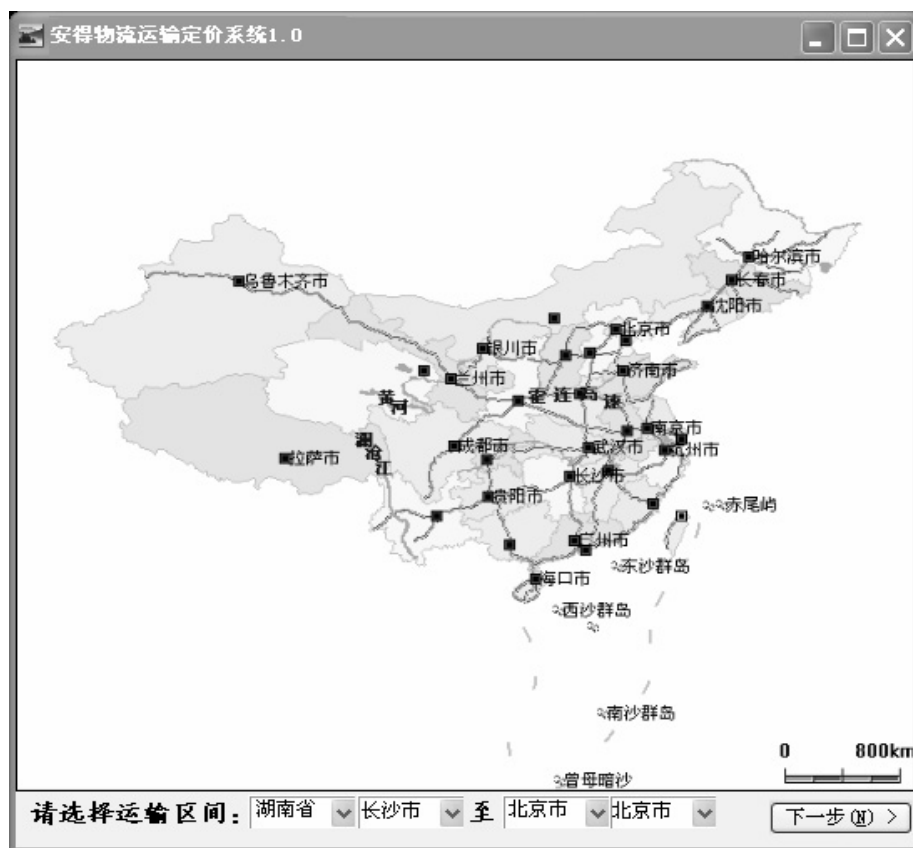 安得物流运输定价系统1.0
哈尔滨市
长春市
乌鲁木齐市
沈阳市
北京市
银川市
济南市
兰州市
黄河
霍连
速
南京市
成都市
武汉市
杭州市
澜沧江
拉萨市
长沙市
贵阳市
赤尾屿
广州市
东沙群岛
海口市
西沙群岛
南沙群岛
0 800km
曾母暗沙
请选择运输区间: 湖南省 长沙市 至 北京市 北京市 下一步(N) >